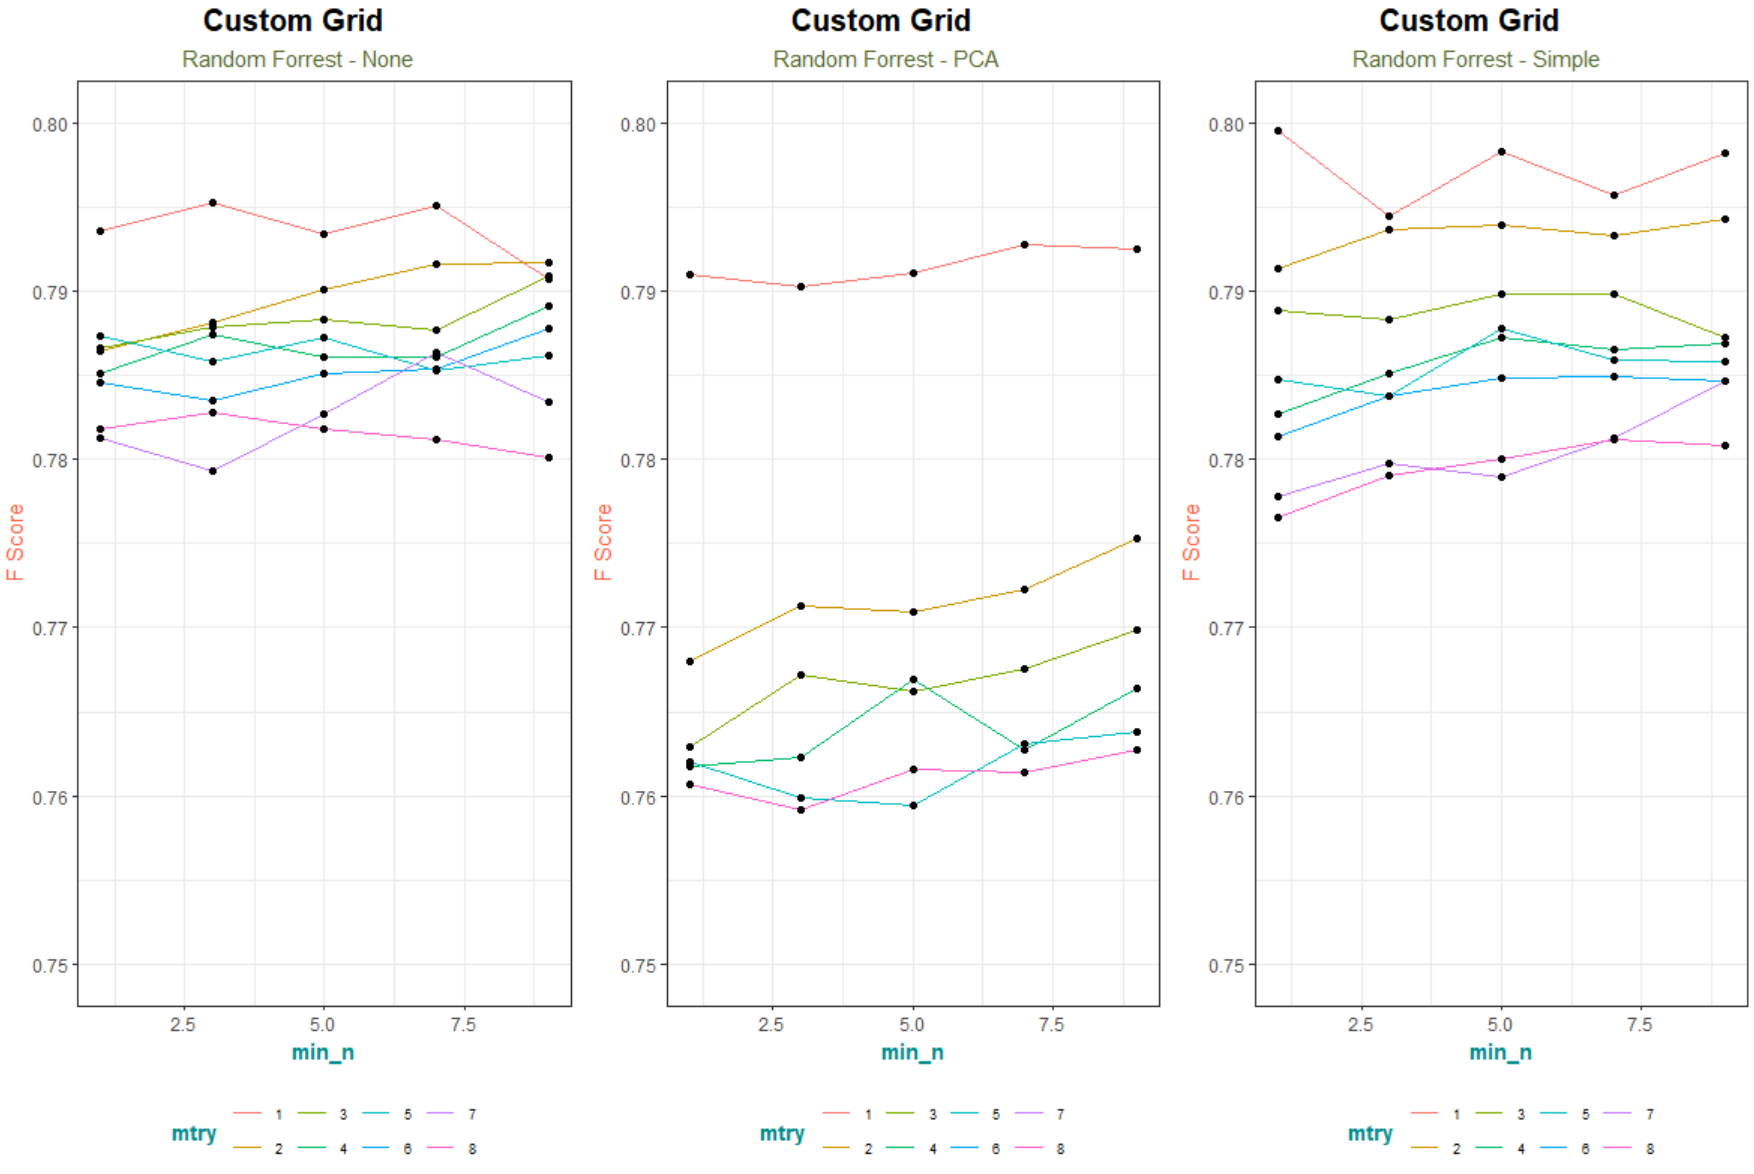 Custom Grid
Random Forrest - None
0.80
0.79
0.78
0.77
0.76
0.75
F Score
2.5 5.0 7.5
min_n
mtry
1 3 5 7
2 4 6 8
Custom Grid
Random Forrest - PCA
0.80
0.79
0.78
0.77
0.76
0.75
F Score
2.5 5.0 7.5
min_n
mtry
1 3 5 7
2 4 6 8
Custom Grid
Random Forrest - Simple
0.80
0.79
0.78
0.77
0.76
0.75
F Score
2.5 5.0 7.5
min_n
mtry
1 3 5 7
2 4 6 8